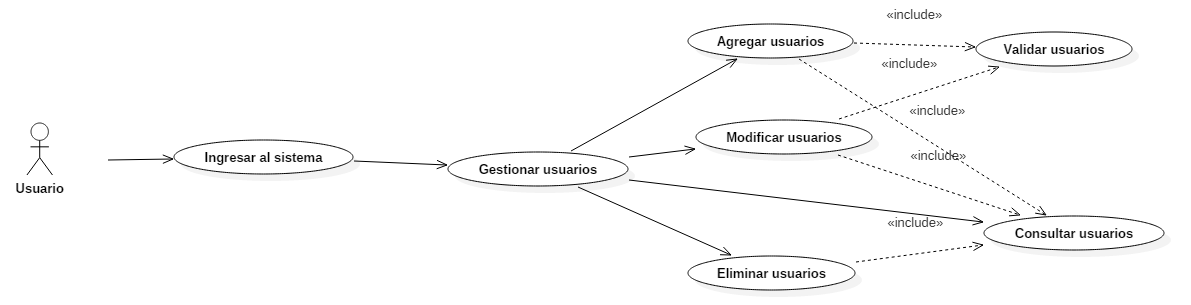 «include»
Agregar usuarios
Validar usuarios
«include»
«include»
Modificar usuarios
Ingresar al sistema
«include»
Gestionar usuarios
Usuario
«include»
Consultar usuarios
Eliminar usuarios